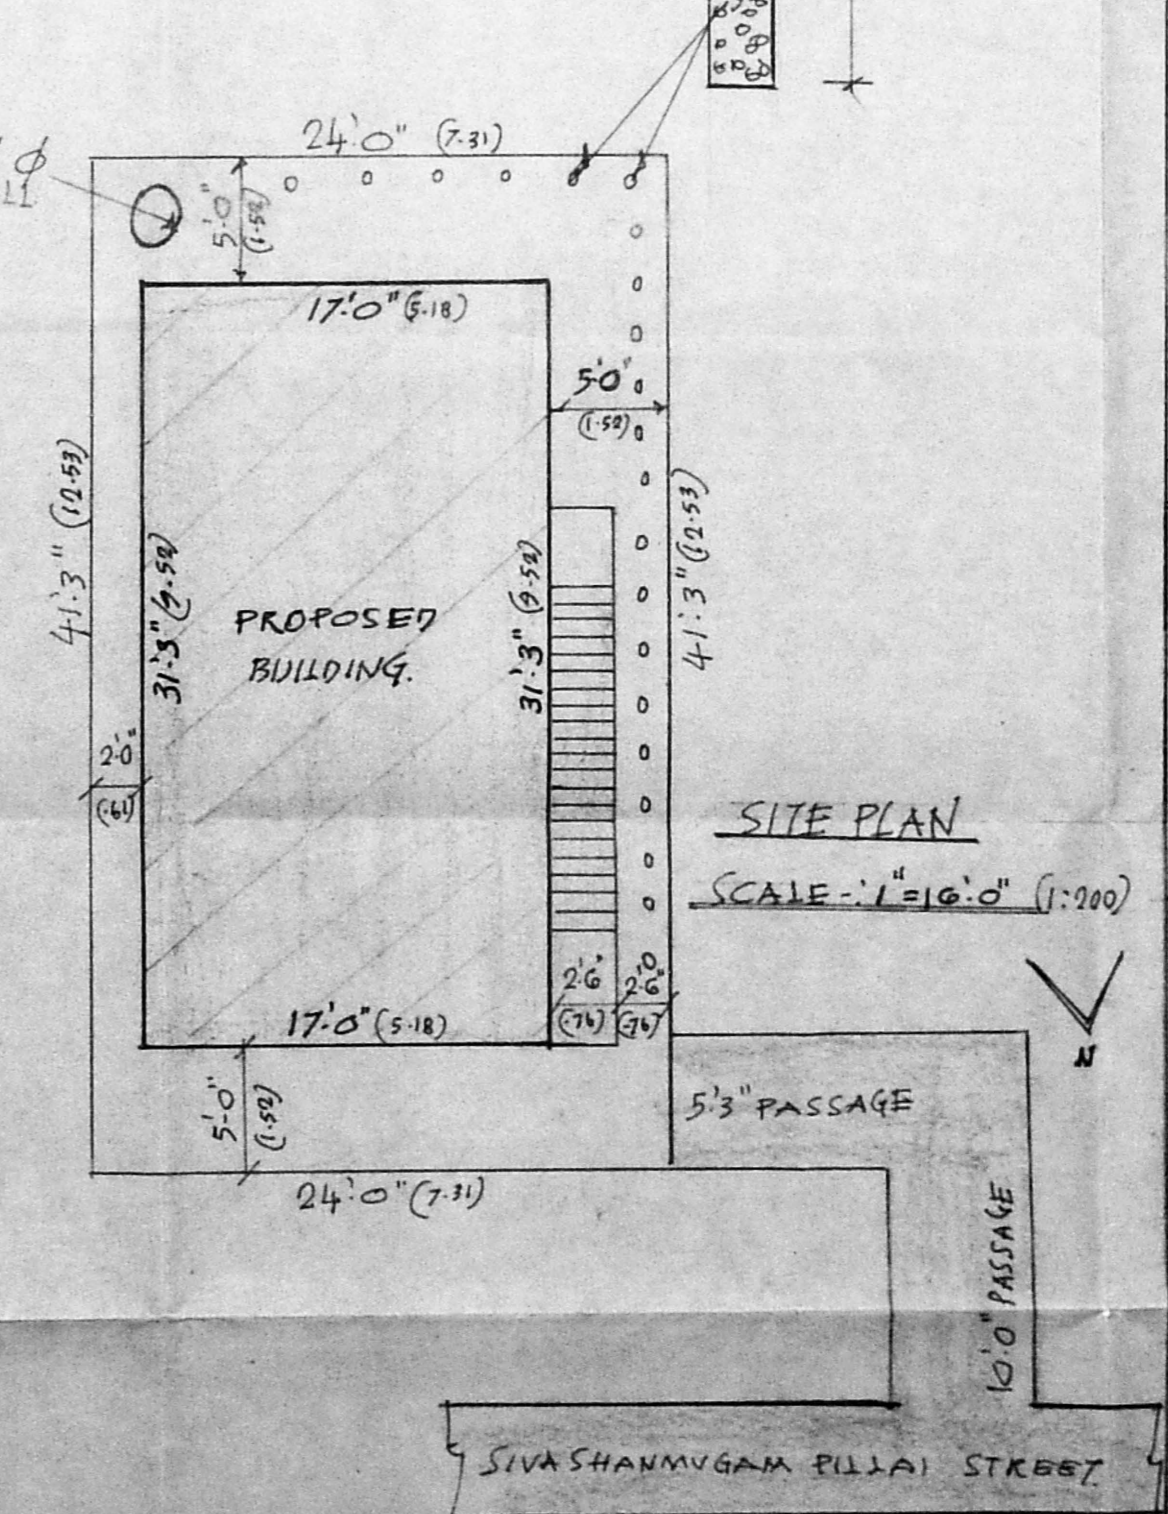 24'.0" (7.31)
5'.0"
(1.52)
17'.0" (5.18)
5'.0"
(1.52)
41'.3" (12.53)
31'.3" (9.52)
PROPOSED
BUILDING.
31'.3" (9.52)
41'.3" (12.53)
2'.0"
(.61)
SITE PLAN
SCALE -: 1"=16'.0" (1:200)
2'.6"
(.76)
2'.6"
(.76)
17'.0" (5.18)
N
5'.0"
(1.52)
5'.3" PASSAGE
24'.0" (7.31)
10'.0" PASSAGE
SIVA SHANMUGAM PILLAI STREET.